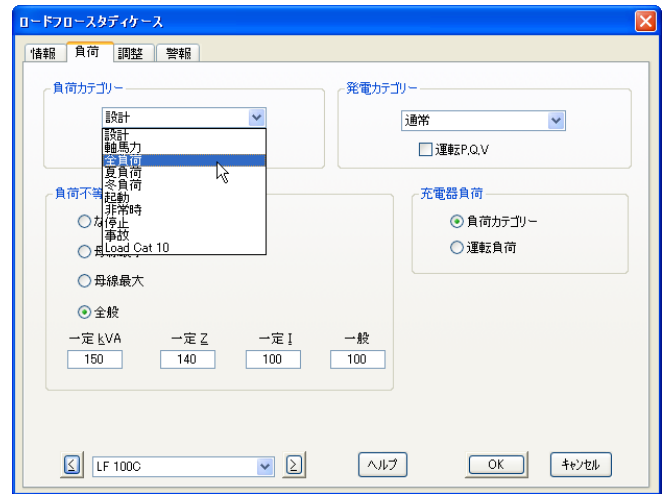 ロードフロースタディケース
情報 負荷 調整 警報
負荷カテゴリー
設計
設計
軸馬力
全負荷
夏負荷
冬負荷
起動
非常時
停止
事故
Load Cat 10
発電カテゴリー
通常
運転P,Q,V
負荷不等
な
母線最大
全般
一定 kVA 一定 Z 一定 I 一般
150 140 100 100
充電器負荷
負荷カテゴリー
運転負荷
LF 100C
ヘルプ OK キャンセル